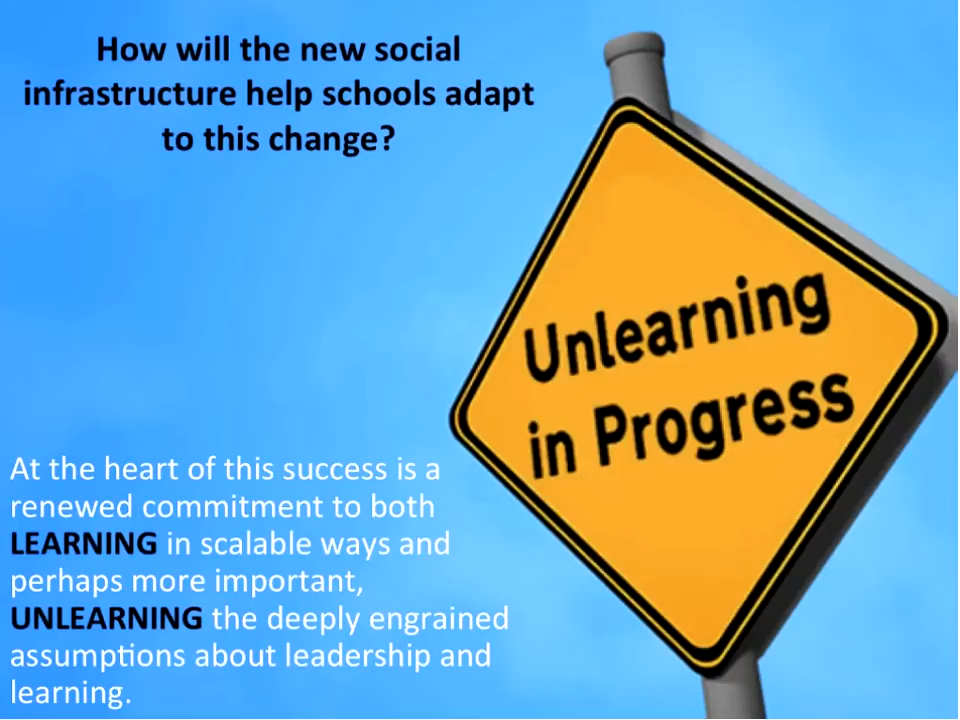 How will the new social
infrastructure help schools adapt
to this change?
Unlearning
in Progress
At the heart of this success is a
renewed commitment to both
LEARNING in scalable ways and
perhaps more important,
UNLEARNING the deeply engrained
assumptions about leadership and
learning.